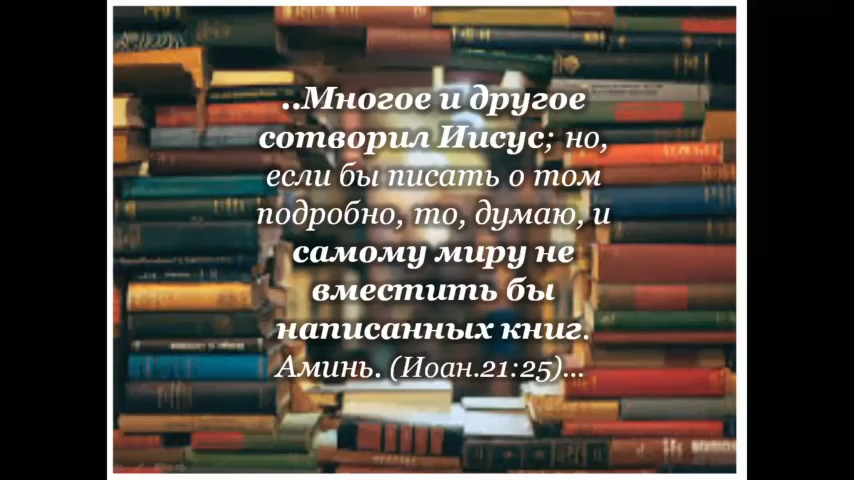 ..Многое и другое
сотворил Иисус; но,
если бы писать о том
подробно, то, думаю, и
самому миру не
вместить бы
написанных книг.
Аминь. (Иоан.21:25)...